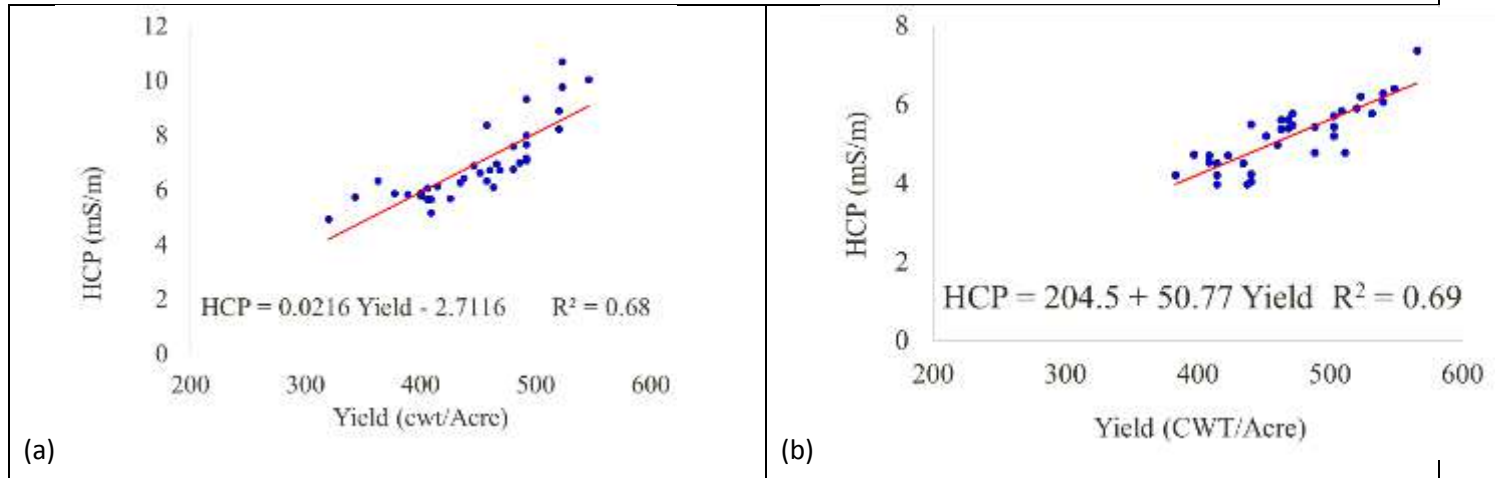 12
10
8
6
4
2
0
HCP (mS/m)
HCP = 0.0216 Yield - 2.7116 R² = 0.68
200 300 400 500 600
Yield (cwt/Acre)
(a)
8
6
4
2
0
HCP (mS/m)
HCP = 204.5 + 50.77 Yield R² = 0.69
200 300 400 500 600
Yield (CWT/Acre)
(b)